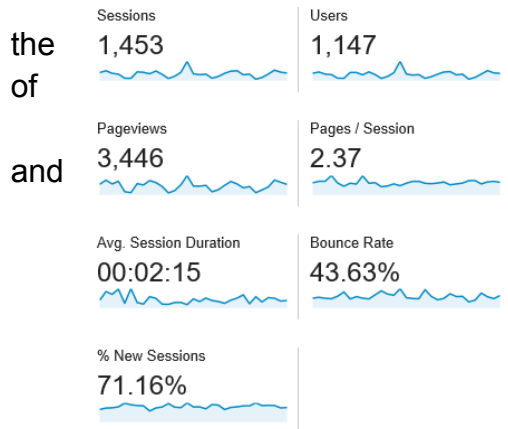 the
of
and
Sessions
1,453
Users
1,147
Pageviews
3,446
Pages / Session
2.37
Avg. Session Duration
00:02:15
Bounce Rate
43.63%
% New Sessions
71.16%